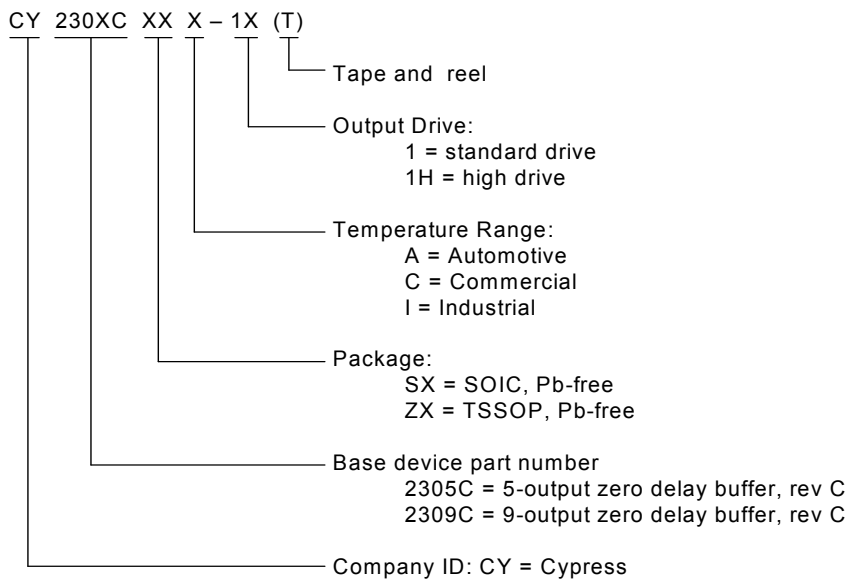 CY 230XC XX X – 1X (T)
Tape and reel
Output Drive:
1 = standard drive
1H = high drive
Temperature Range:
A = Automotive
C = Commercial
I = Industrial
Package:
SX = SOIC, Pb-free
ZX = TSSOP, Pb-free
Base device part number
2305C = 5-output zero delay buffer, rev C
2309C = 9-output zero delay buffer, rev C
Company ID: CY = Cypress